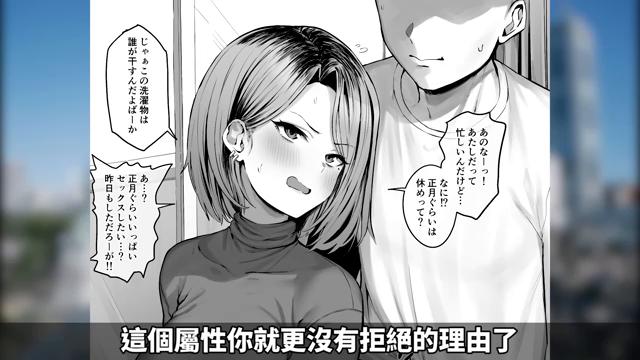 あのなーっ！
あたしだって
忙しいんだけど…
なに!?
正月ぐらいは
休めって？
じゃぁこの洗濯物は
誰が干すんだよばーか
あ…？
正月ぐらいいっぱい
セックスしたい…？
昨日もしただろーが!!
這個屬性你就更沒有拒絕的理由了